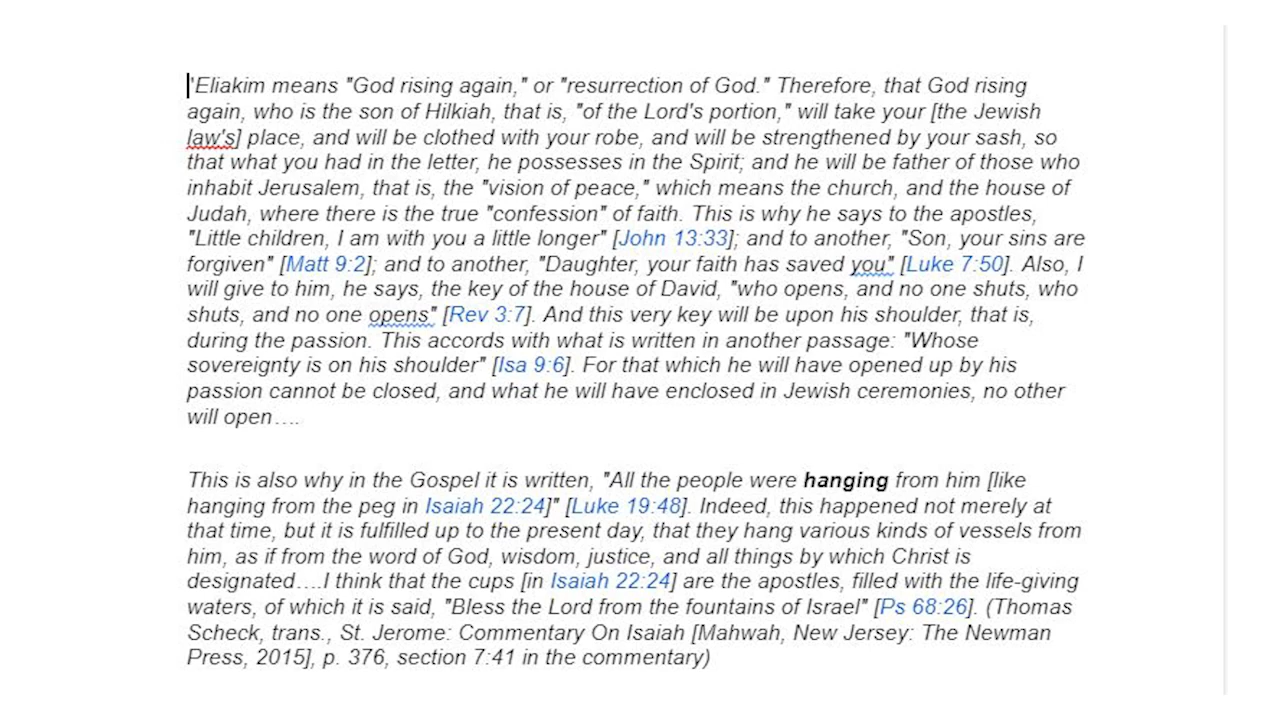 'Eliakim means "God rising again," or "resurrection of God." Therefore, that God rising
again, who is the son of Hilkiah, that is, "of the Lord's portion," will take your [the Jewish
law's] place, and will be clothed with your robe, and will be strengthened by your sash, so
that what you had in the letter, he possesses in the Spirit; and he will be father of those who
inhabit Jerusalem, that is, the "vision of peace," which means the church, and the house of
Judah, where there is the true "confession" of faith. This is why he says to the apostles,
"Little children, I am with you a little longer" [John 13:33]; and to another, "Son, your sins are
forgiven" [Matt 9:2]; and to another, "Daughter, your faith has saved you" [Luke 7:50]. Also, I
will give to him, he says, the key of the house of David, "who opens, and no one shuts, who
shuts, and no one opens" [Rev 3:7]. And this very key will be upon his shoulder, that is,
during the passion. This accords with what is written in another passage: "Whose
sovereignty is on his shoulder" [Isa 9:6]. For that which he will have opened up by his
passion cannot be closed, and what he will have enclosed in Jewish ceremonies, no other
will open....
This is also why in the Gospel it is written, "All the people were hanging from him [like
hanging from the peg in Isaiah 22:24]" [Luke 19:48]. Indeed, this happened not merely at
that time, but it is fulfilled up to the present day, that they hang various kinds of vessels from
him, as if from the word of God, wisdom, justice, and all things by which Christ is
designated....I think that the cups [in Isaiah 22:24] are the apostles, filled with the life-giving
waters, of which it is said, "Bless the Lord from the fountains of Israel" [Ps 68:26]. (Thomas
Scheck, trans., St. Jerome: Commentary On Isaiah [Mahwah, New Jersey: The Newman
Press, 2015], p. 376, section 7:41 in the commentary)